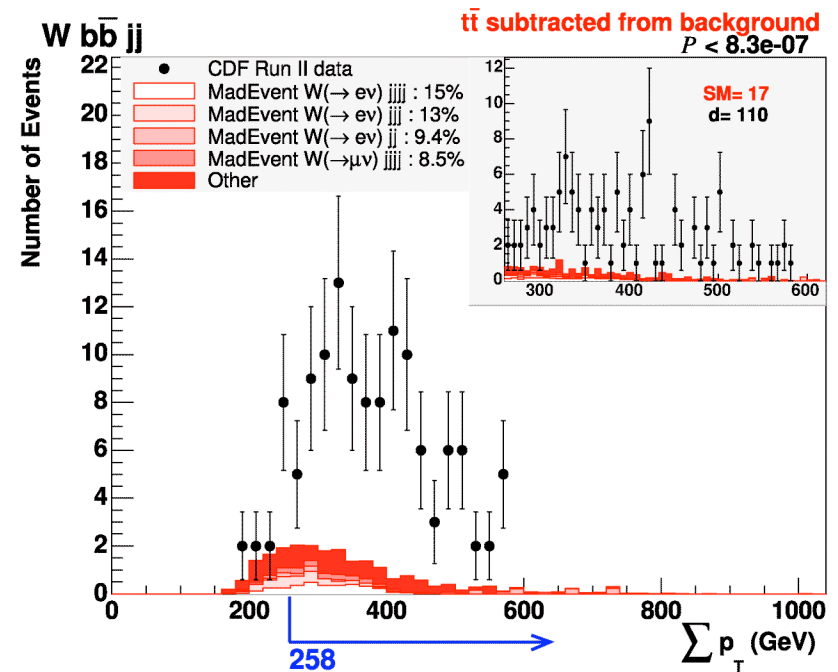 W bb̄ jj
tt̄ subtracted from background
P < 8.3e-07
Number of Events
22
20
18
16
14
12
10
8
6
4
2
0
CDF Run II data
MadEvent W(→ eν) jjjj : 15%
MadEvent W(→ eν) jjj : 13%
MadEvent W(→ eν) jj : 9.4%
MadEvent W(→μν) jjjj : 8.5%
Other
12
10
8
6
4
2
0
SM= 17
d= 110
300 400 500 600
0 200 400 600 800 1000
258
∑ p_T (GeV)